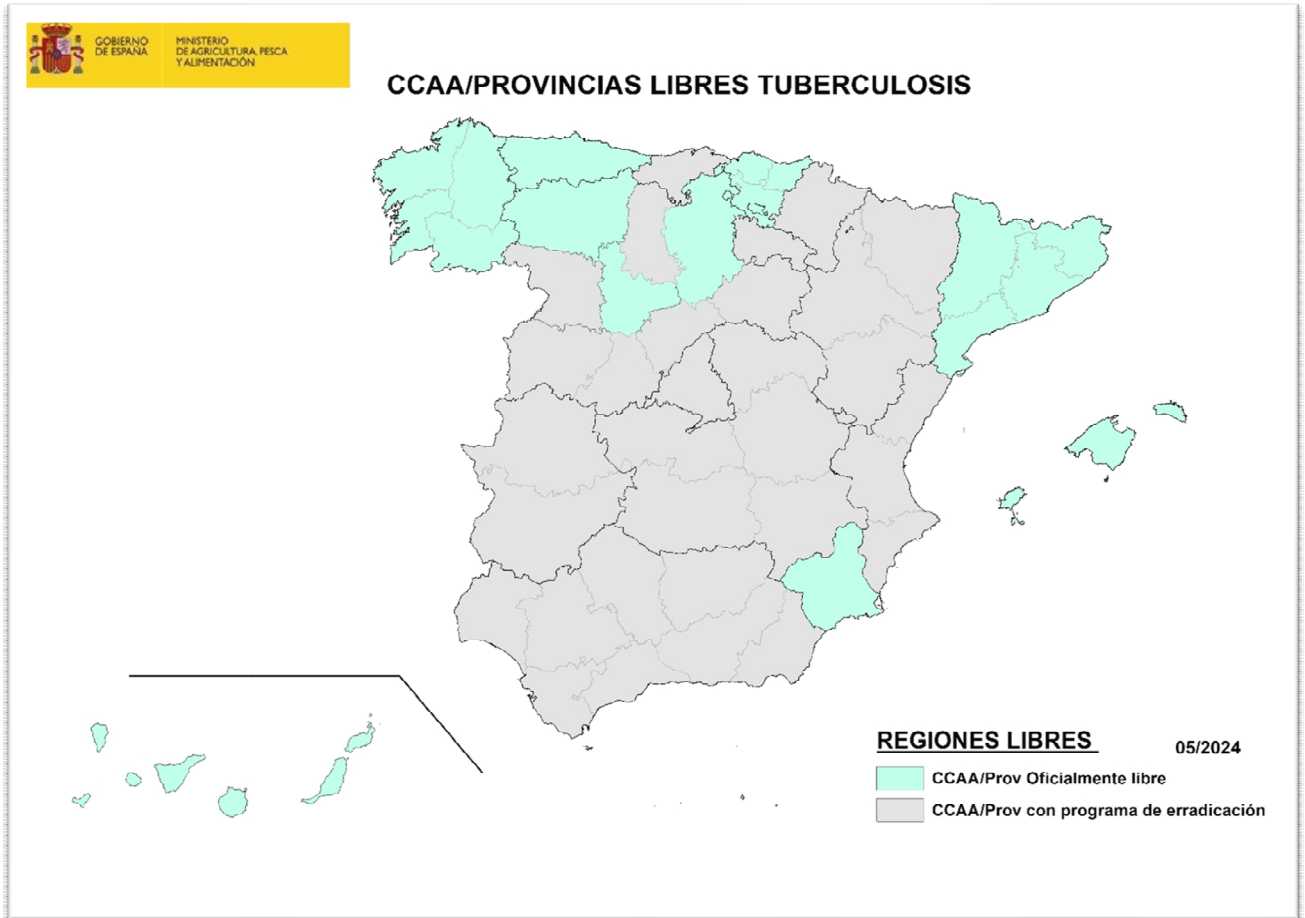 GOBIERNO
DE ESPAÑA
MINISTERIO
DE AGRICULTURA, PESCA
Y ALIMENTACIÓN
CCAA/PROVINCIAS LIBRES TUBERCULOSIS
REGIONES LIBRES
05/2024
CCAA/Prov Oficialmente libre
CCAA/Prov con programa de erradicación